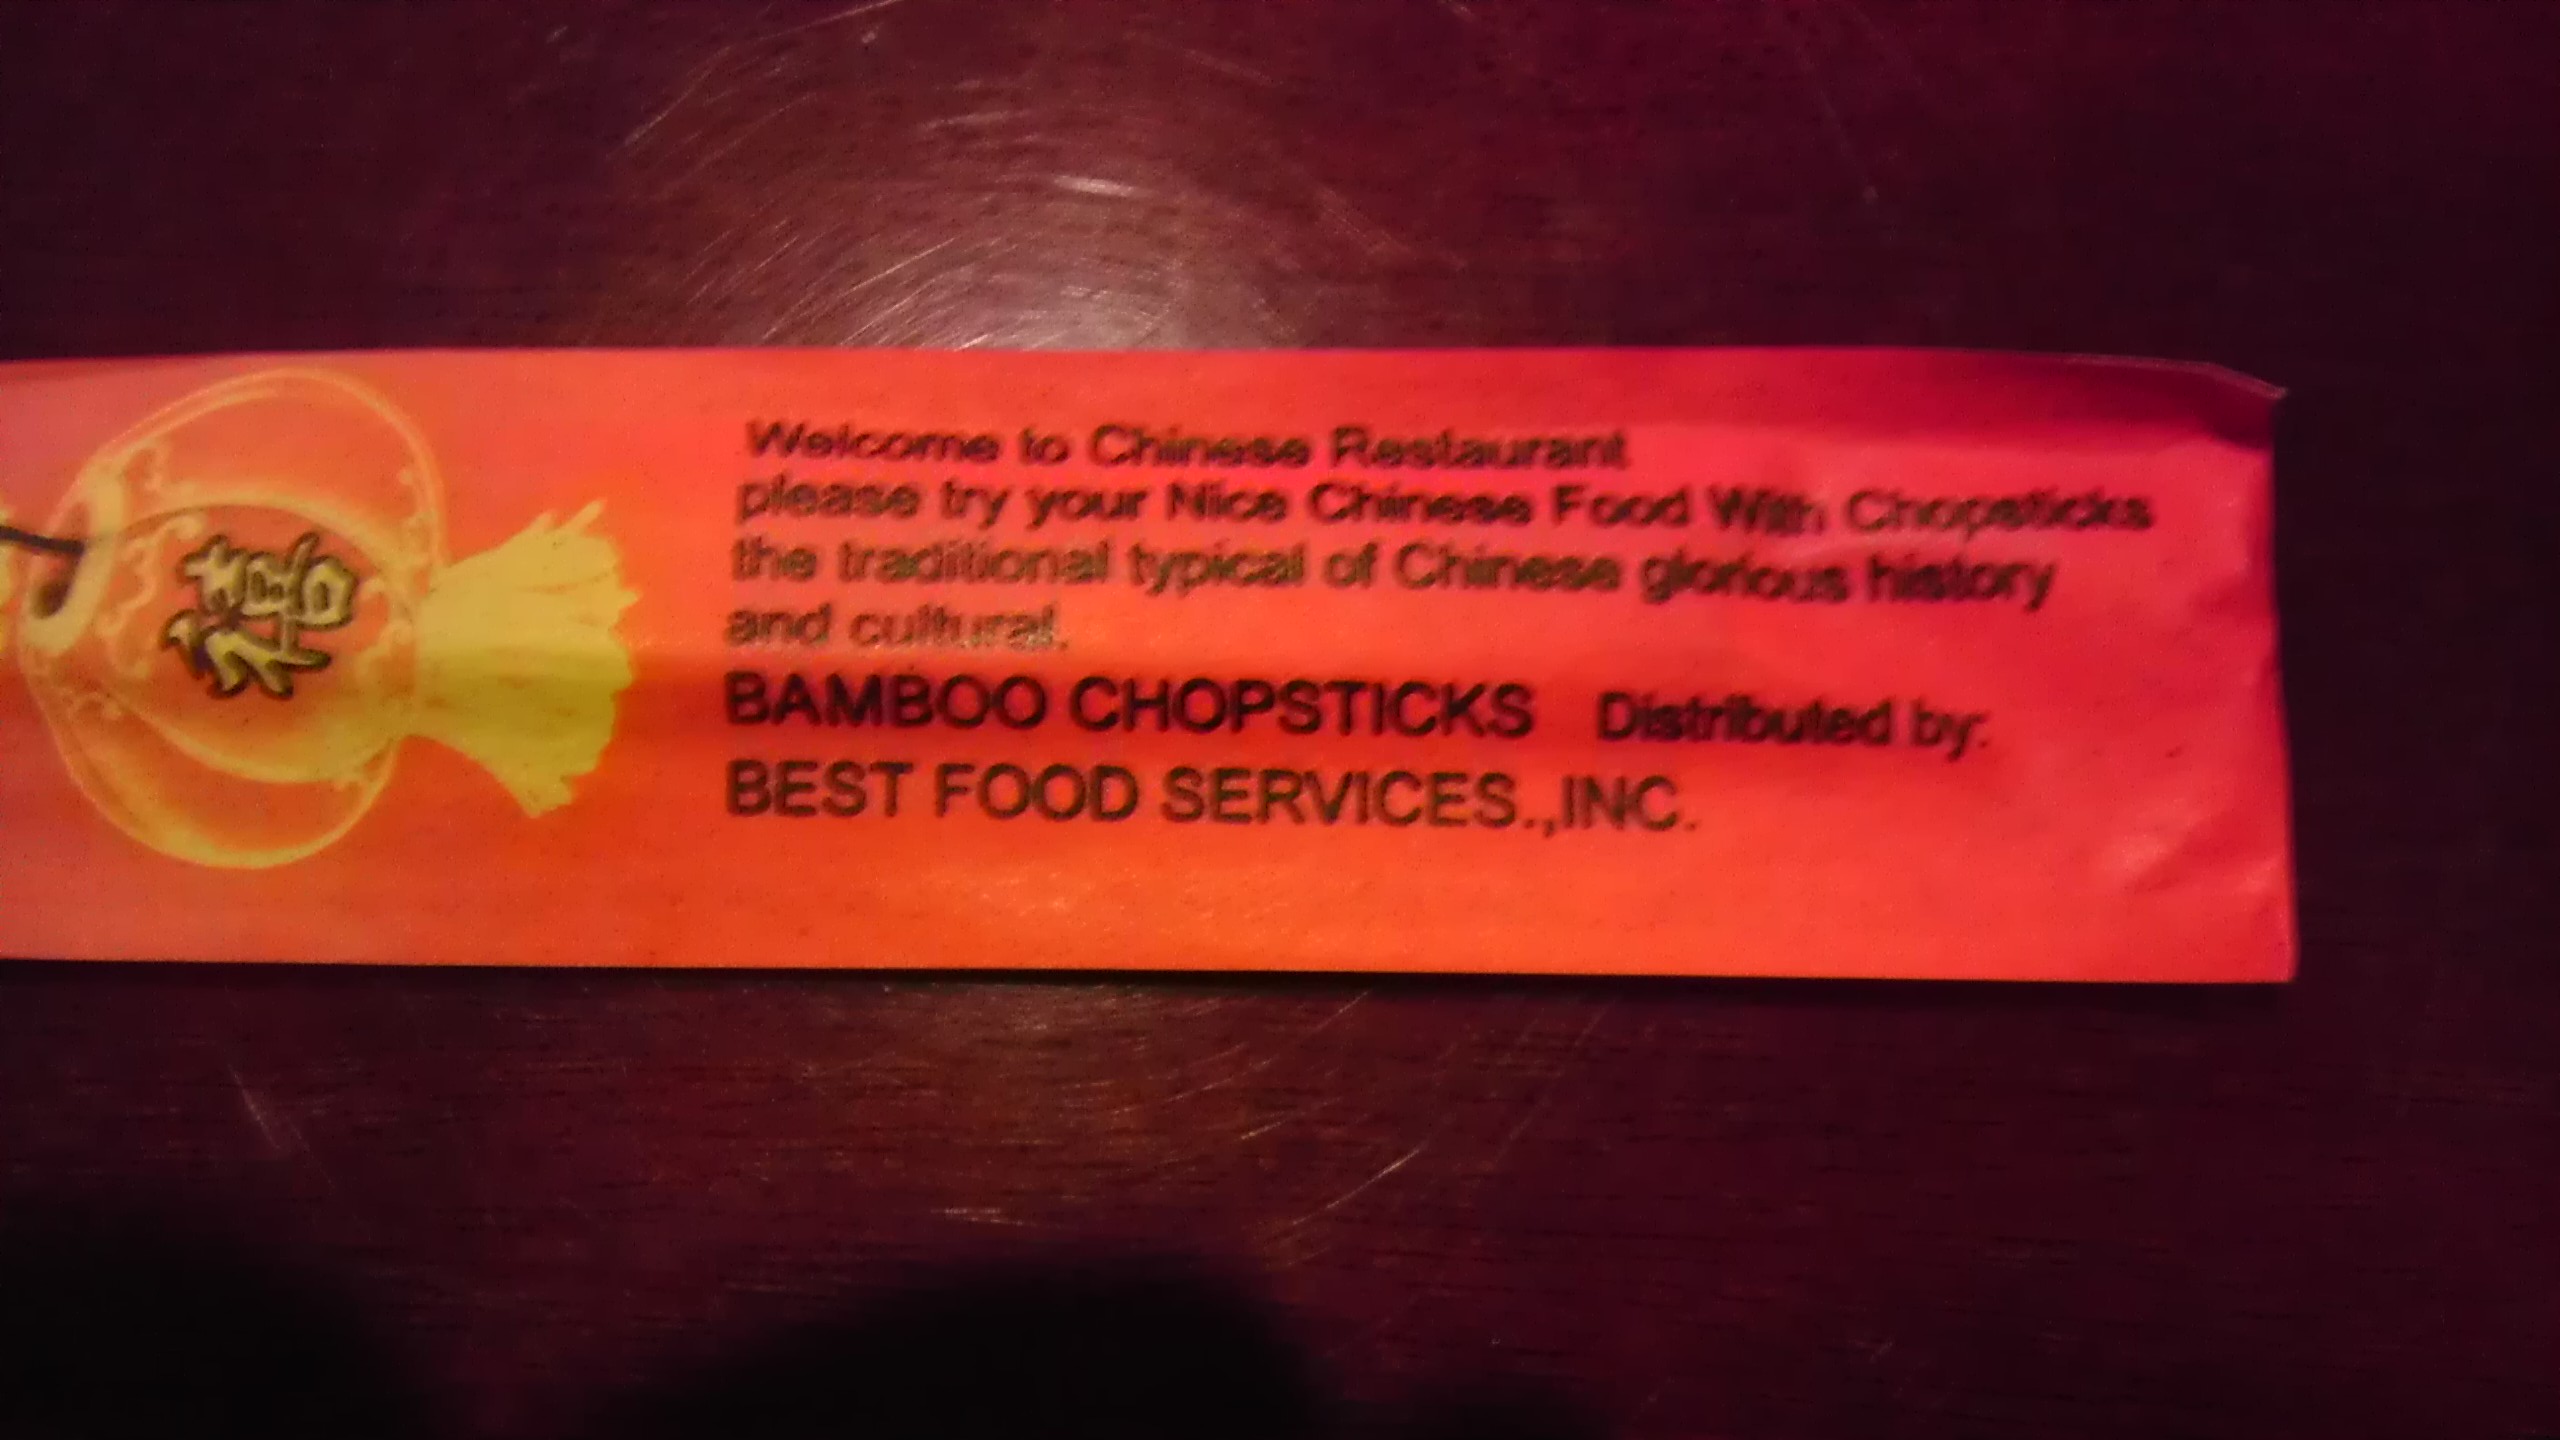 福
Welcome to Chinese Restaurant
please try your Nice Chinese Food With Chopsticks
the traditional typical of Chinese glorious history
and cultural.
BAMBOO CHOPSTICKS Distributed by:
BEST FOOD SERVICES.,INC.